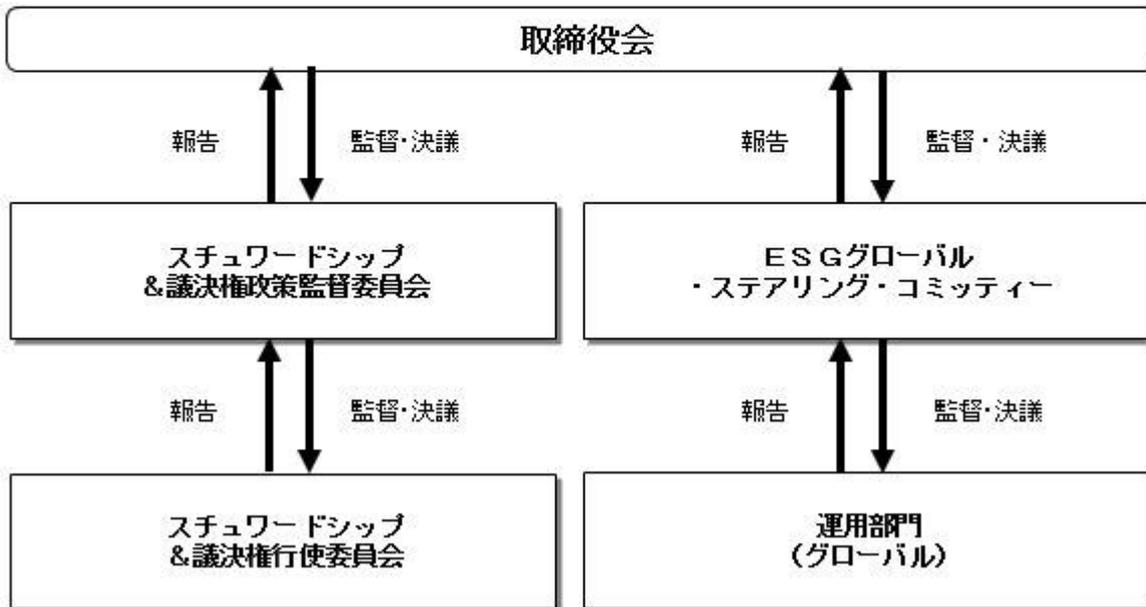 取締役会
報告
監督・決議
報告
監督・決議
スチュワードシップ
&議決権政策監督委員会
ESGグローバル
・ステアリング・コミッティー
報告
監督・決議
報告
監督・決議
スチュワードシップ
&議決権行使委員会
運用部門
(グローバル)